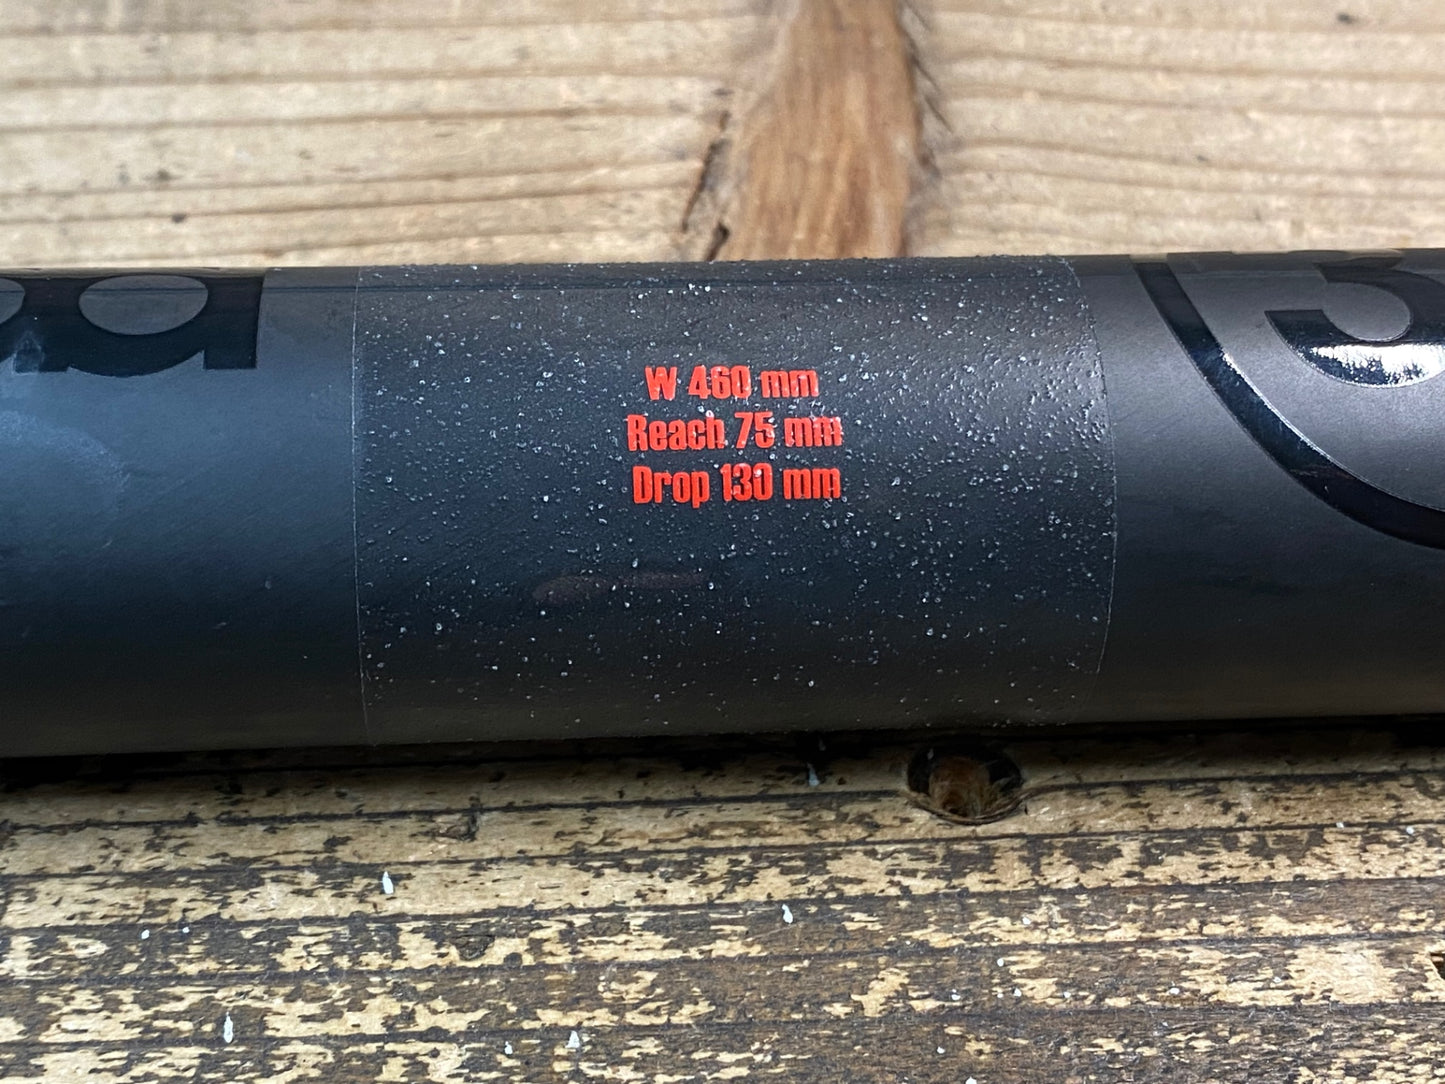 W 460 mm
Reach 75 mm
Drop 130 mm